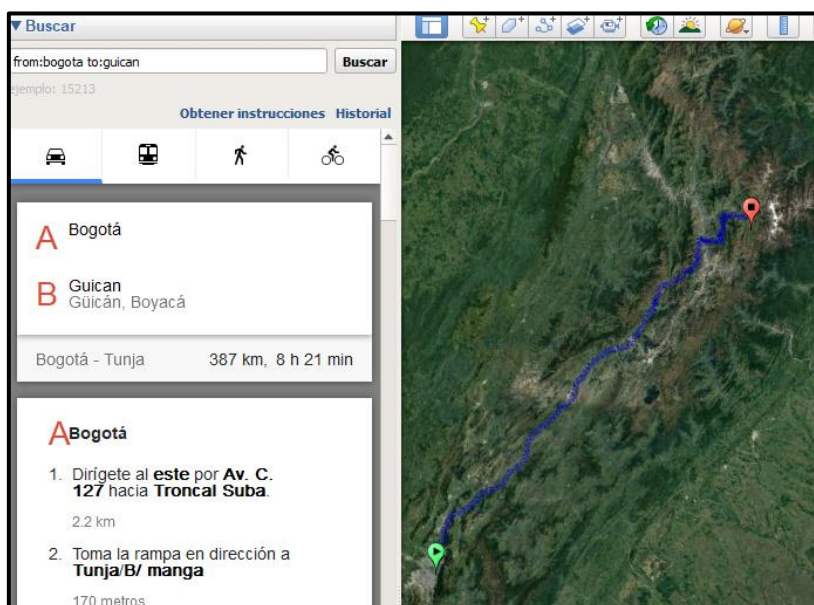 Buscar
from:bogota to:guican
Buscar
ejemplo: 15213
Obtener instrucciones Historial
A Bogotá
B Guican
Güicán, Boyacá
Bogotá - Tunja 387 km, 8 h 21 min
A Bogotá
1. Dirígete al este por Av. C.
127 hacia Troncal Suba.
2.2 km
2. Toma la rampa en dirección a
Tunja/B/ manga
170 metros